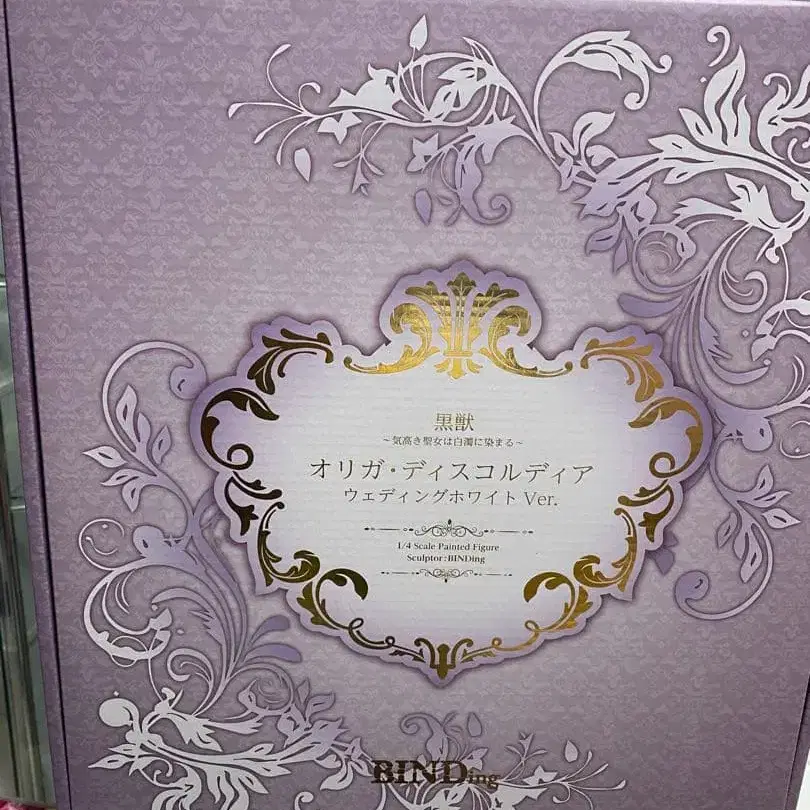 黒獣
～気高き聖女は白濁に染まる～
オリガ・ディスコルディア
ウェディングホワイト Ver.
1/4 Scale Painted Figure
Sculptor:BINDing
BINDing